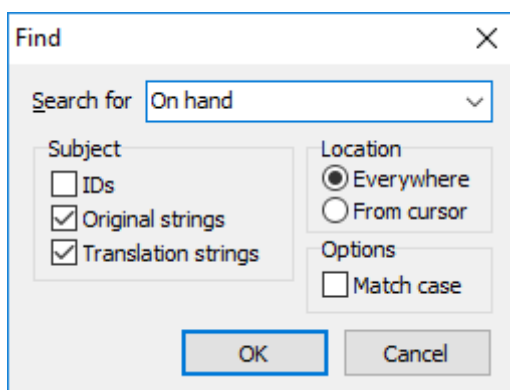 Find
Search for On hand
Subject
IDs
Original strings
Translation strings
Location
Everywhere
From cursor
Options
Match case
OK
Cancel